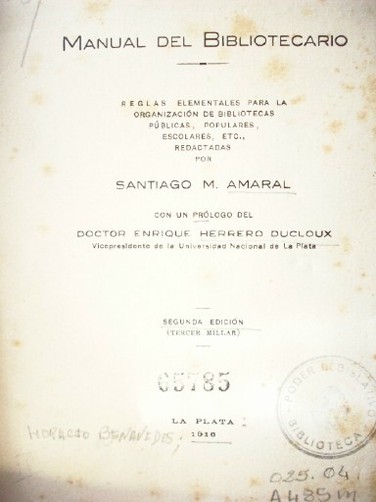 MANUAL DEL BIBLIOTECARIO
REGLAS ELEMENTALES PARA LA
ORGANIZACIÓN DE BIBLIOTECAS
PÚBLICAS, POPULARES,
ESCOLARES, ETC.,
REDACTADAS
POR
SANTIAGO M. AMARAL
CON UN PRÓLOGO DEL
DOCTOR ENRIQUE HERRERO DUCLOUX
Vicepresidente de la Universidad Nacional de La Plata
SEGUNDA EDICIÓN
(TERCER MILLAR)
65785
LA PLATA
1916
HORACIO BENAVIDES,
PODER LEGISLATIVO
BIBLIOTECA
025.04
A485m